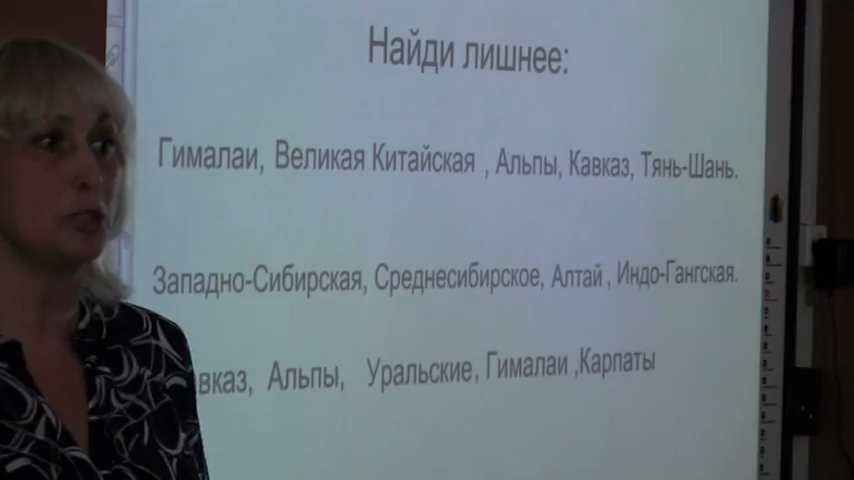 Найди лишнее:
Гималаи, Великая Китайская , Альпы, Кавказ, Тянь-Шань.
Западно-Сибирская, Среднесибирское, Алтай , Индо-Гангская.
авказ, Альпы, Уральские, Гималаи ,Карпаты